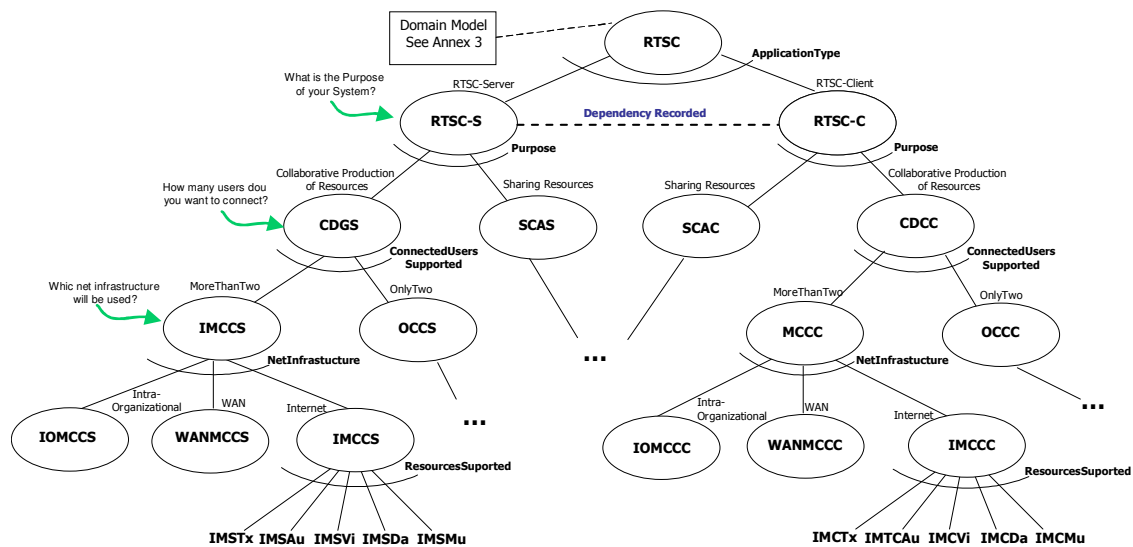 Domain Model
See Annex 3
RTSC
ApplicationType
What is the Purpose
of your System?
RTSC-Server
RTSC-Client
RTSC-S
Dependency Recorded
RTSC-C
Purpose
Purpose
How many users dou
you want to connect?
Collaborative Production
of Resources
Sharing Resources
Sharing Resources
Collaborative Production
of Resources
CDGS
SCAS
SCAC
CDCC
ConnectedUsers
Supported
ConnectedUsers
Supported
Whic net infrastructure
will be used?
MoreThanTwo
OnlyTwo
MoreThanTwo
OnlyTwo
IMCCS
OCCS
MCCC
OCCC
...
NetInfrastucture
NetInfrastucture
Intra-
Organizational
WAN
Internet
...
Intra-
Organizational
WAN
Internet
...
IOMCCS
WANMCCS
IMCCS
IOMCCC
WANMCCC
IMCCC
ResourcesSuported
ResourcesSuported
IMSTx IMSAu IMSVi IMSDa IMSMu
IMCTx IMTCAu IMCVi IMCDa IMCMu